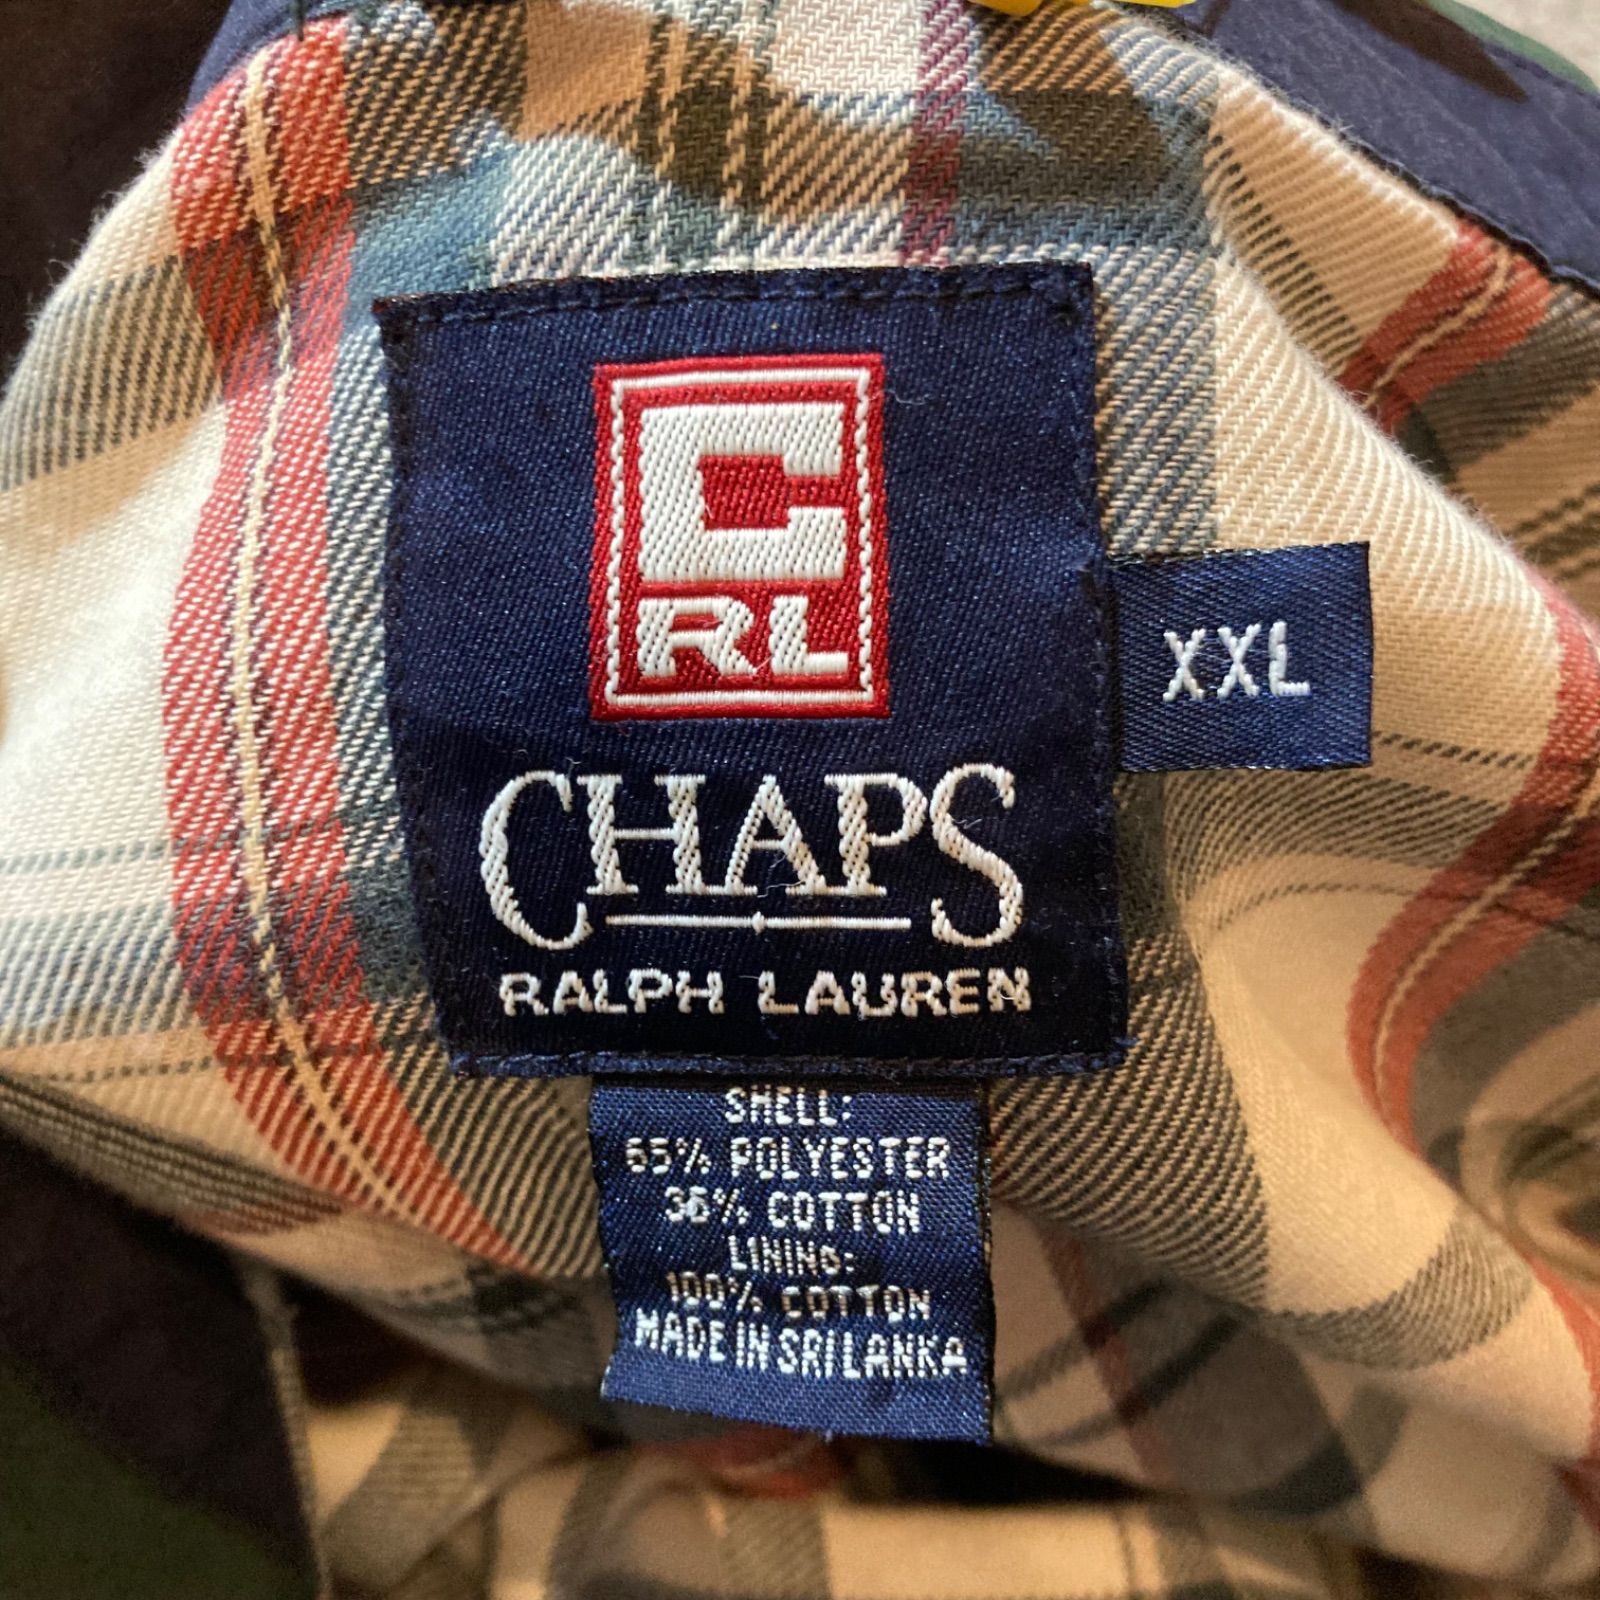 C
RL
CHAPS
RALPH LAUREN
XXL
SHELL:
65% POLYESTER
35% COTTON
LINING:
100% COTTON
MADE IN SRI LANKA